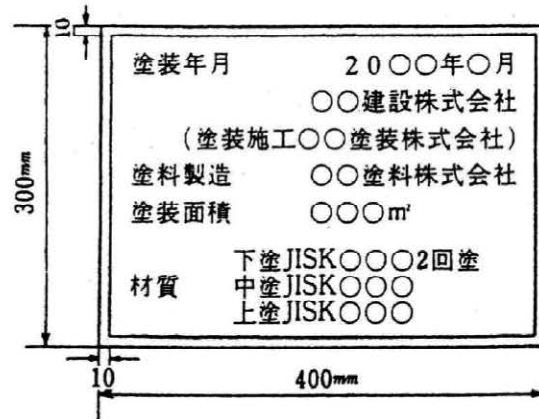 10
塗装年月 20○○年○月
○○建設株式会社
(塗装施工○○塗装株式会社)
塗料製造 ○○塗料株式会社
300mm
塗装面積 ○○○㎡
下塗JISK○○○2回塗
材質 中塗JISK○○○
上塗JISK○○○
10 400mm